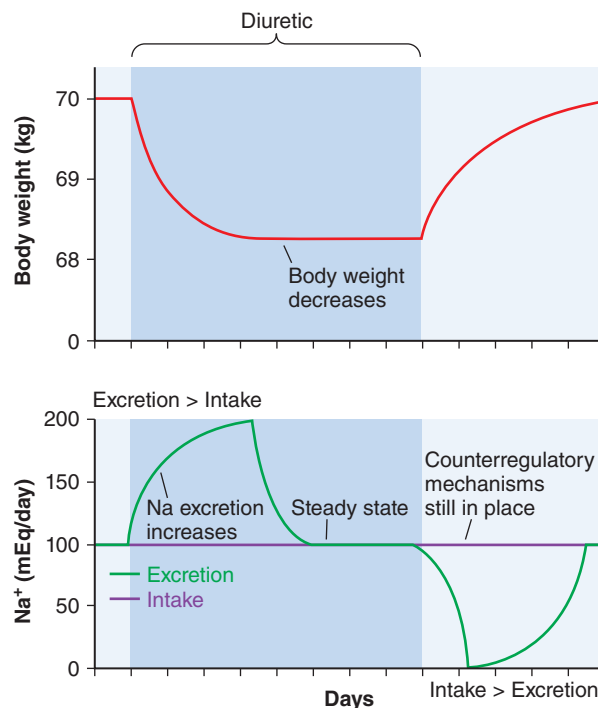 Diuretic
Body weight (kg)
70
69
68
0
Body weight
decreases
Excretion > Intake
Na⁺ (mEq/day)
200
150
100
50
0
Na excretion
increases
Steady state
Counterregulatory
mechanisms
still in place
Excretion
Intake
Days
Intake > Excretion